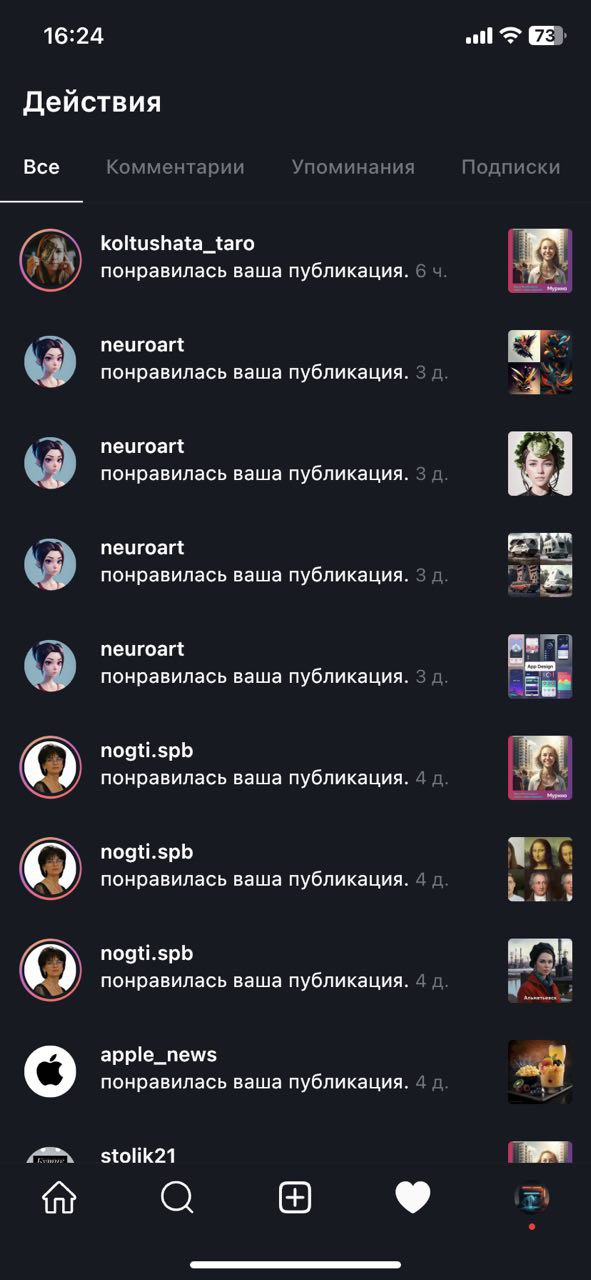 16:24
73
Действия
Все
Комментарии
Упоминания
Подписки
koltushata_taro
понравилась ваша публикация. 6 ч.
Мурино
neuroart
понравилась ваша публикация. 3 д.
neuroart
понравилась ваша публикация. 3 д.
neuroart
понравилась ваша публикация. 3 д.
neuroart
понравилась ваша публикация. 3 д.
App Design
nogti.spb
понравилась ваша публикация. 4 д.
Мурино
nogti.spb
понравилась ваша публикация. 4 д.
nogti.spb
понравилась ваша публикация. 4 д.
Альметьевск
apple_news
понравилась ваша публикация. 4 д.
stolik21